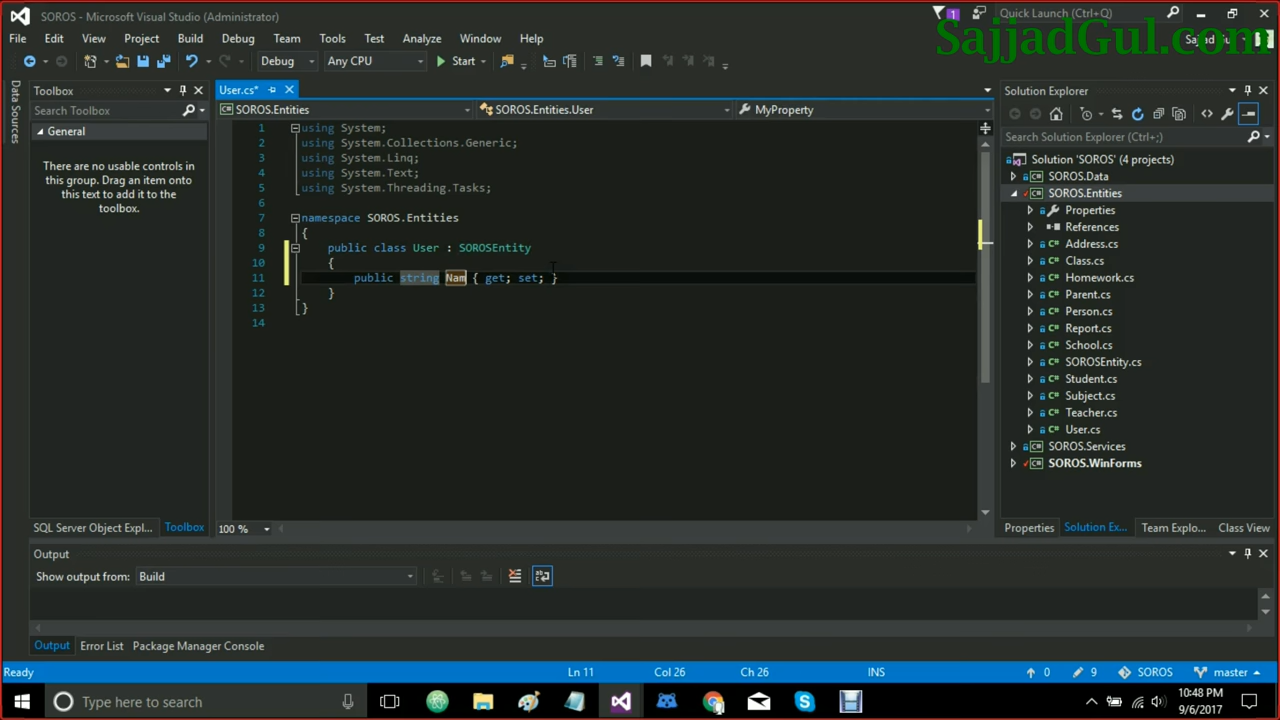 SOROS - Microsoft Visual Studio (Administrator)
1
Quick Launch (Ctrl+Q)
SajjadGul.com
File Edit View Project Build Debug Team Tools Test Analyze Window Help
Debug Any CPU Start
Data Sources
Toolbox
Search Toolbox
General
There are no usable controls in
this group. Drag an item onto
this text to add it to the
toolbox.
SQL Server Object Expl... Toolbox
User.cs*
SOROS.Entities SOROS.Entities.User MyProperty
1 using System;
2 using System.Collections.Generic;
3 using System.Linq;
4 using System.Text;
5 using System.Threading.Tasks;
6
7 namespace SOROS.Entities
8 {
9 public class User : SOROSEntity
10 {
11 public string Nam { get; set; }
12 }
13 }
14
100 %
Solution Explorer
Search Solution Explorer (Ctrl+;)
Solution 'SOROS' (4 projects)
SOROS.Data
SOROS.Entities
Properties
References
Address.cs
Class.cs
Homework.cs
Parent.cs
Person.cs
Report.cs
School.cs
SOROSEntity.cs
Student.cs
Subject.cs
Teacher.cs
User.cs
SOROS.Services
SOROS.WinForms
Properties Solution Ex... Team Explo... Class View
Output
Show output from: Build
Output Error List Package Manager Console
Ready Ln 11 Col 26 Ch 26 INS 0 9 SOROS master
Type here to search
10:48 PM
9/6/2017